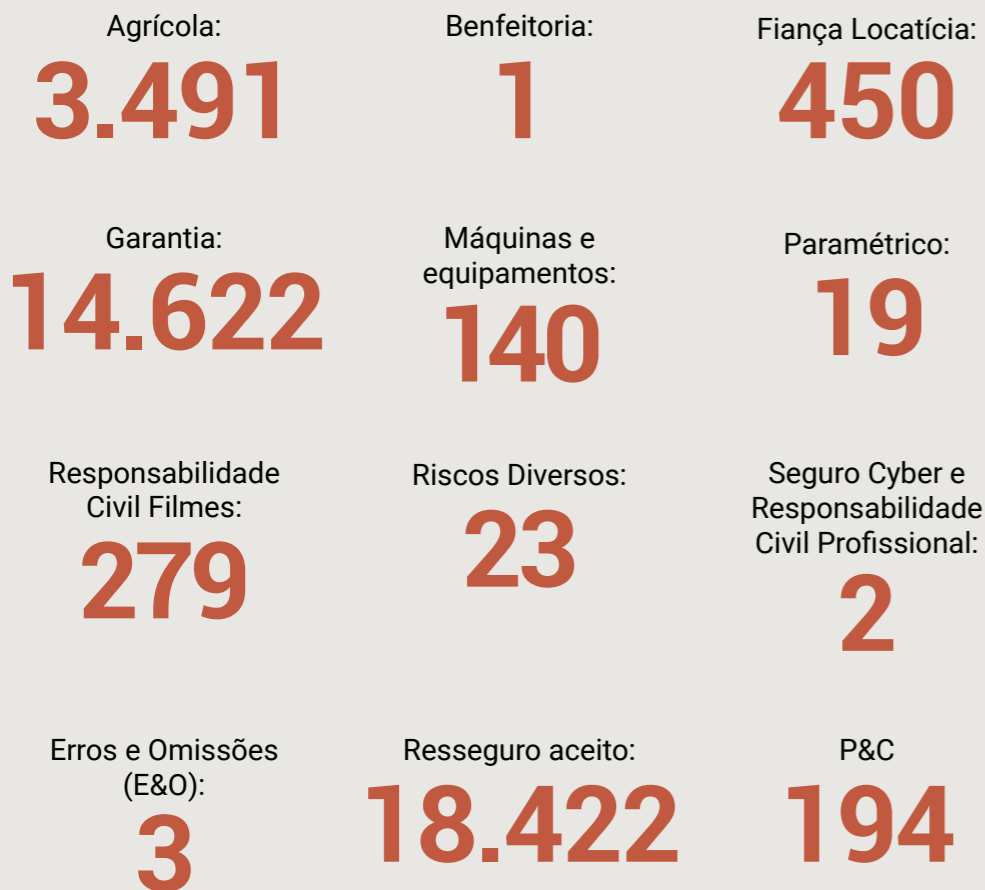 Agrícola:
3.491
Benfeitoria:
1
Fiança Locatícia:
450
Garantia:
14.622
Máquinas e
equipamentos:
140
Paramétrico:
19
Responsabilidade
Civil Filmes:
279
Riscos Diversos:
23
Seguro Cyber e
Responsabilidade
Civil Profissional:
2
Erros e Omissões
(E&O):
3
Resseguro aceito:
18.422
P&C
194